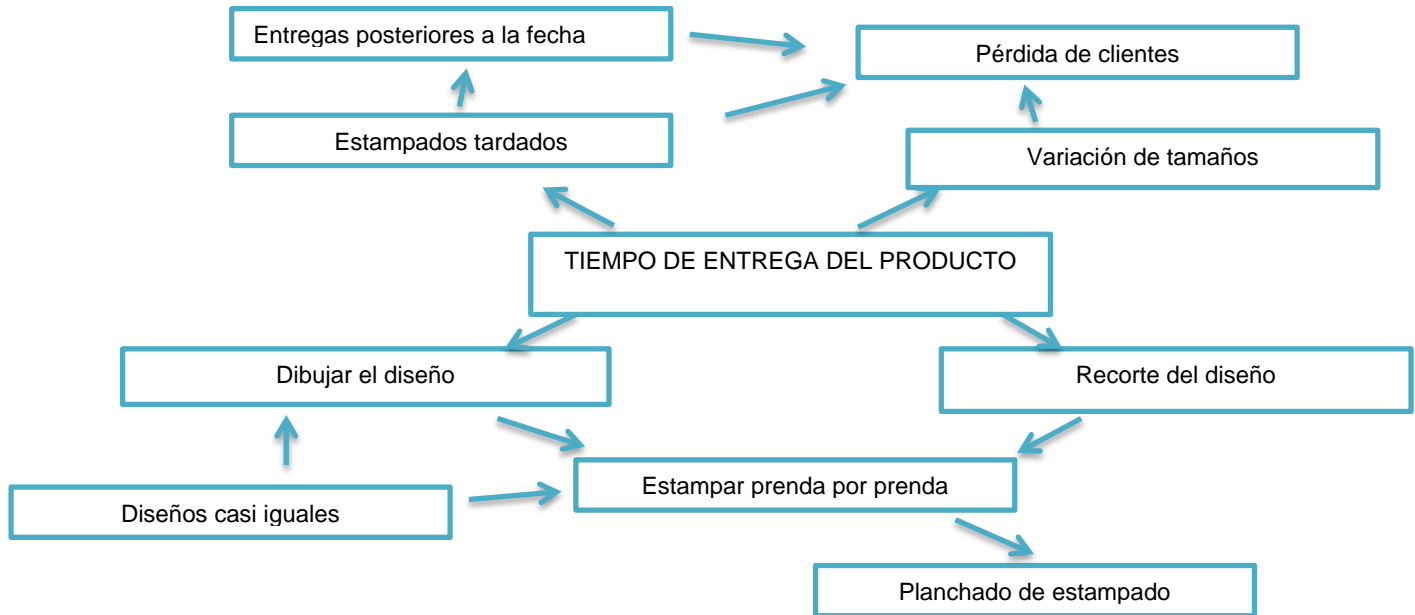 Entregas posteriores a la fecha
Pérdida de clientes
Estampados tardados
Variación de tamaños
TIEMPO DE ENTREGA DEL PRODUCTO
Dibujar el diseño
Recorte del diseño
Estampar prenda por prenda
Diseños casi iguales
Planchado de estampado